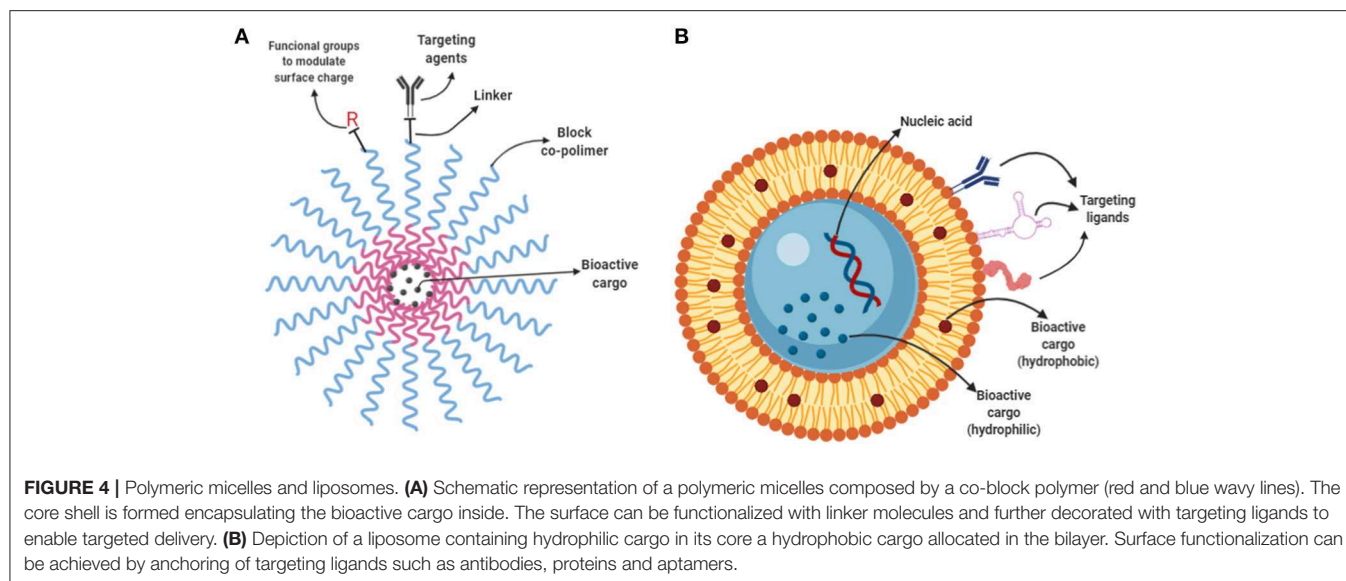 A
Funcional groups
to modulate
surface charge
R
Targeting
agents
Linker
Block
co-polimer
Bioactive
cargo
B
Nucleic acid
Targeting
ligands
Bioactive
cargo
(hydrophobic)
Bioactive
cargo
(hydrophilic)
FIGURE 4 | Polymeric micelles and liposomes. (A) Schematic representation of a polymeric micelles composed by a co-block polymer (red and blue wavy lines). The
core shell is formed encapsulating the bioactive cargo inside. The surface can be functionalized with linker molecules and further decorated with targeting ligands to
enable targeted delivery. (B) Depiction of a liposome containing hydrophilic cargo in its core a hydrophobic cargo allocated in the bilayer. Surface functionalization can
be achieved by anchoring of targeting ligands such as antibodies, proteins and aptamers.